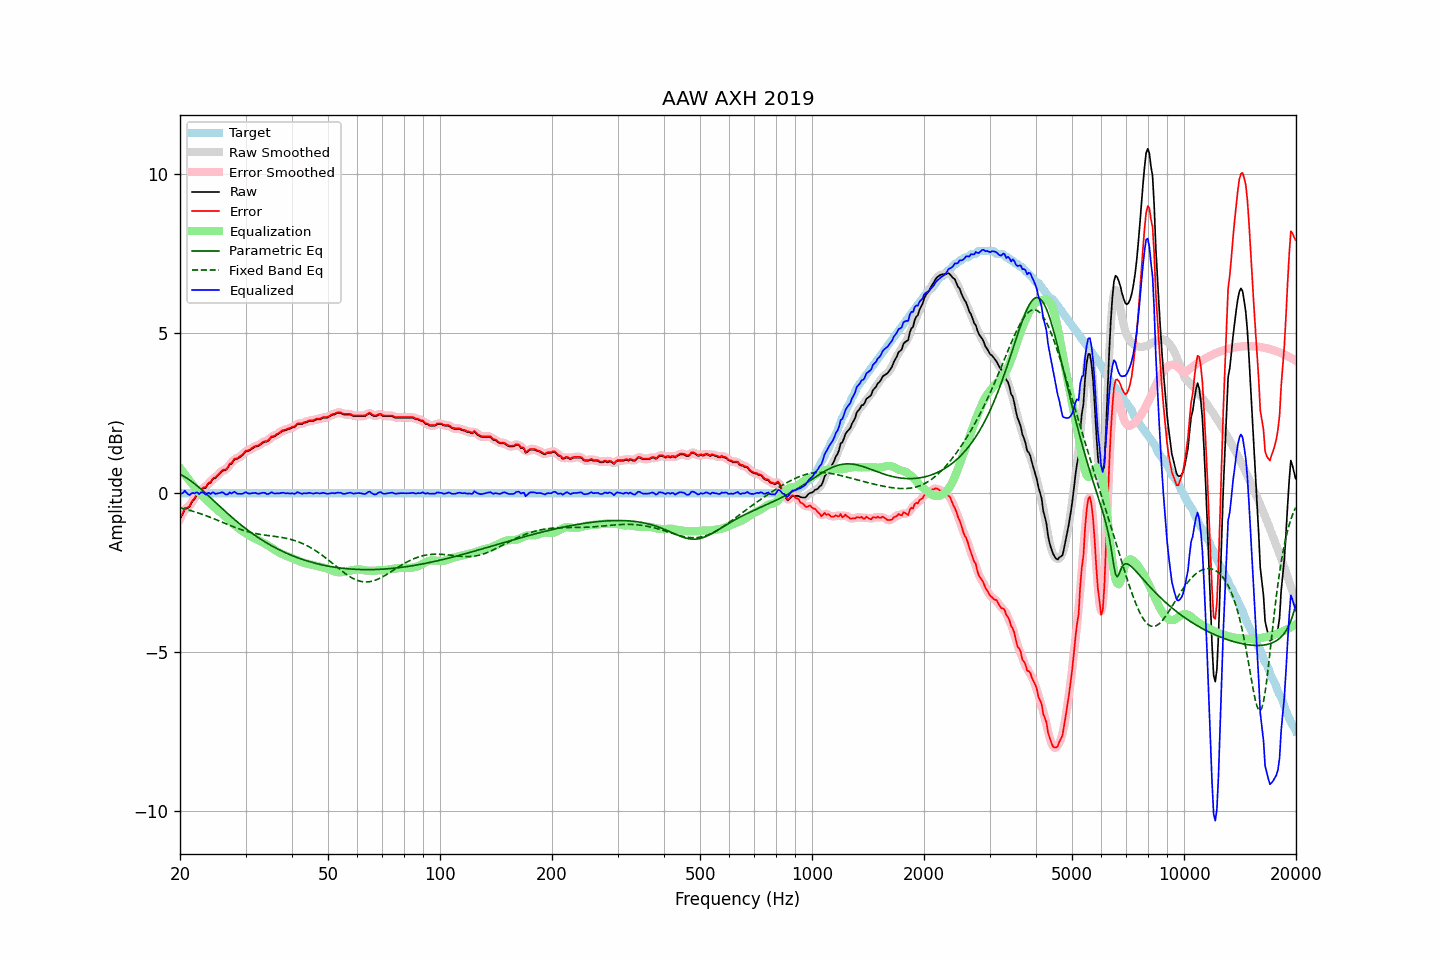 AAW AXH 2019
Target
Raw Smoothed
Error Smoothed
Raw
Error
Equalization
Parametric Eq
Fixed Band Eq
Equalized
10
5
0
−5
−10
Amplitude (dBr)
20 50 100 200 500 1000 2000 5000 10000 20000
Frequency (Hz)